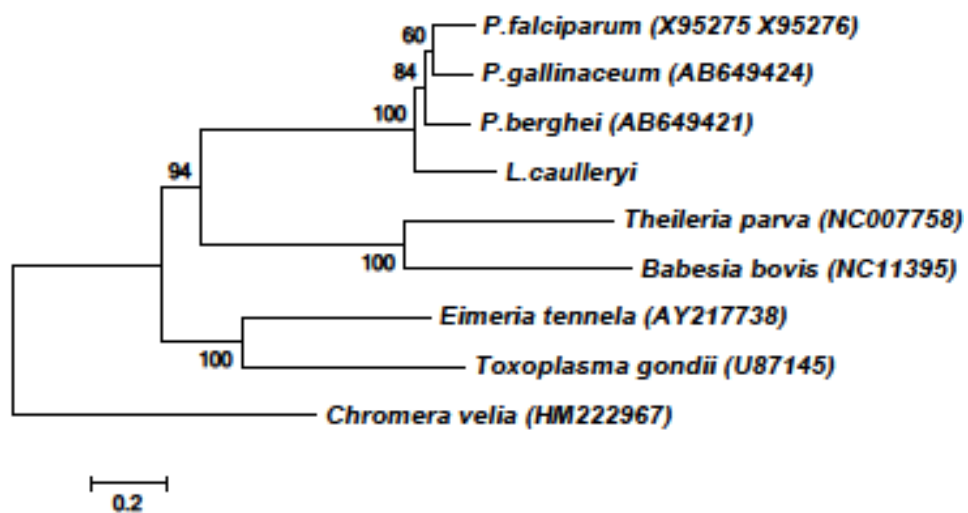 60
P.falciparum (X95275 X95276)
84
P.gallinaceum (AB649424)
100
P.berghei (AB649421)
94
L.caulleryi
Theileria parva (NC007758)
100
Babesia bovis (NC11395)
Eimeria tennela (AY217738)
100
Toxoplasma gondii (U87145)
Chromera velia (HM222967)
0.2